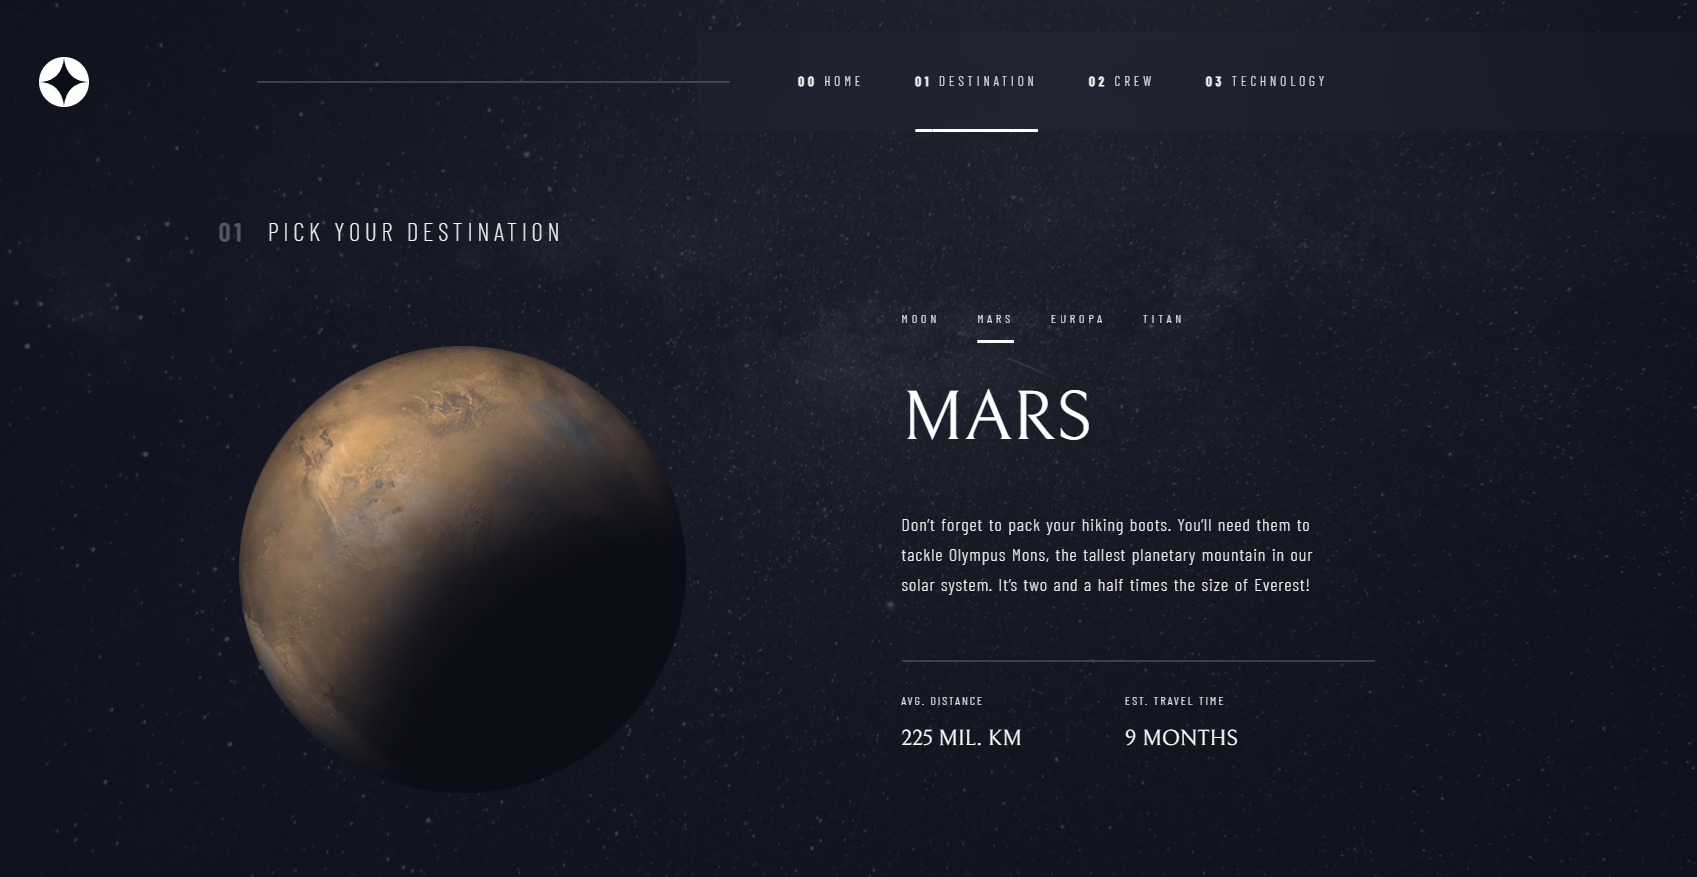 00 HOME
01 DESTINATION
02 CREW
03 TECHNOLOGY
01 PICK YOUR DESTINATION
MOON
MARS
EUROPA
TITAN
MARS
Don’t forget to pack your hiking boots. You’ll need them to
tackle Olympus Mons, the tallest planetary mountain in our
solar system. It’s two and a half times the size of Everest!
AVG. DISTANCE
225 MIL. KM
EST. TRAVEL TIME
9 MONTHS